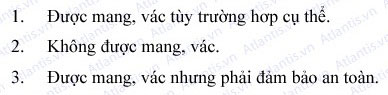 1. Được mang, vác tùy trường hơp cụ thể.
2. Không được mang, vác.
3. Được mang, vác nhưng phải đảm bảo an toàn.